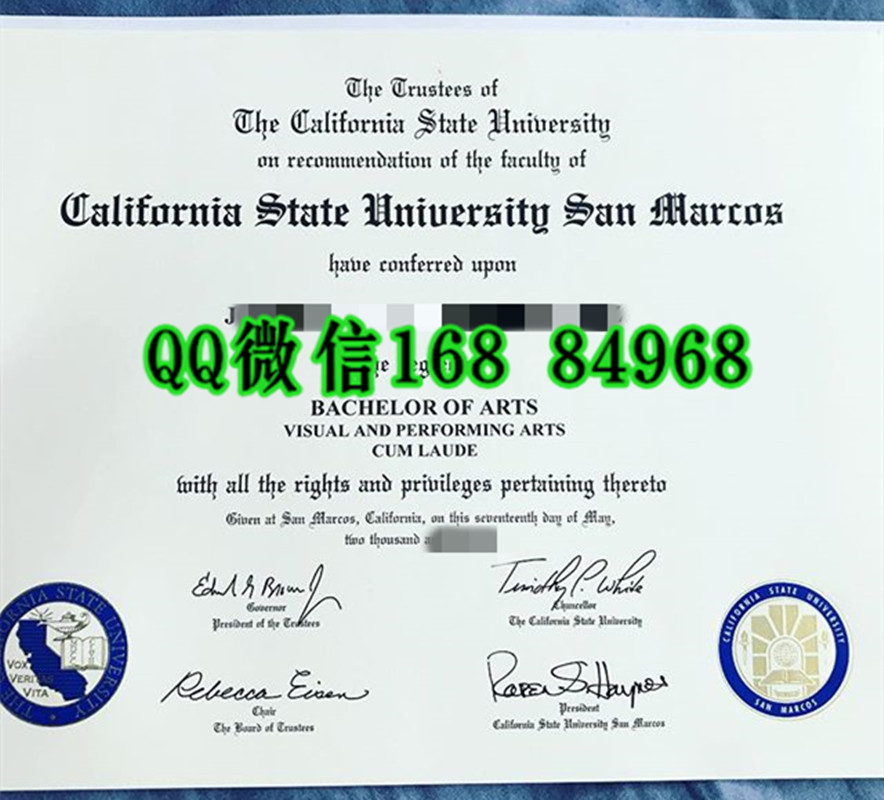 The Trustees of
The California State University
on recommendation of the faculty of
California State University San Marcos
have conferred upon
QQ微信168 84968
BACHELOR OF ARTS
VISUAL AND PERFORMING ARTS
CUM LAUDE
with all the rights and privileges pertaining thereto
Given at San Marcos, California, on this seventeenth day of May,
two thousand
Governor
President of the Trustees
Timothy P. White
Chancellor
The California State University
Rebecca Eisen
Chair
The Board of Trustees
Karen S. Haynes
President
California State University San Marcos
VOX
VERITAS
VITA
CALIFORNIA STATE UNIVERSITY
SAN MARCOS